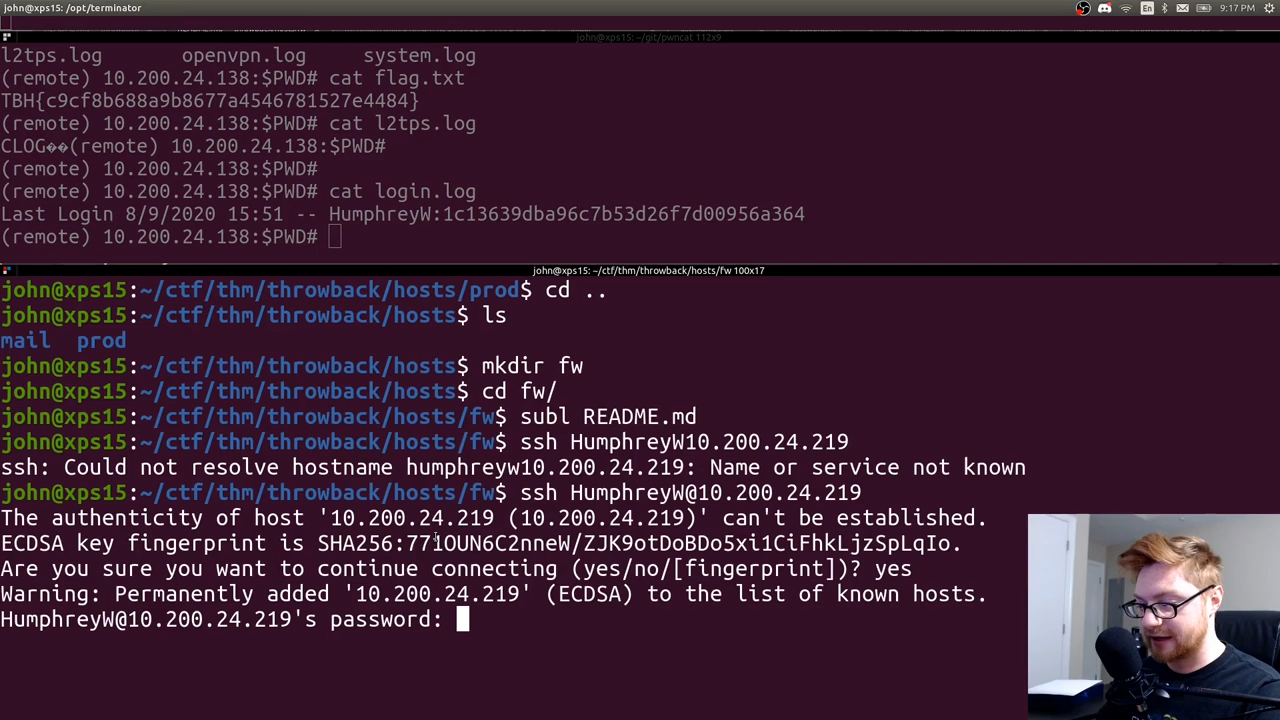 john@xps15: /opt/terminator
En
9:17 PM
john@xps15: ~/git/pwncat 112x9
l2tps.log openvpn.log system.log
(remote) 10.200.24.138:$PWD# cat flag.txt
TBH{c9cf8b688a9b8677a4546781527e4484}
(remote) 10.200.24.138:$PWD# cat l2tps.log
CLOG��(remote) 10.200.24.138:$PWD#
(remote) 10.200.24.138:$PWD#
(remote) 10.200.24.138:$PWD# cat login.log
Last Login 8/9/2020 15:51 -- HumphreyW:1c13639dba96c7b53d26f7d00956a364
(remote) 10.200.24.138:$PWD#
john@xps15: ~/ctf/thm/throwback/hosts/fw 100x17
john@xps15:~/ctf/thm/throwback/hosts/prod$ cd ..
john@xps15:~/ctf/thm/throwback/hosts$ ls
mail prod
john@xps15:~/ctf/thm/throwback/hosts$ mkdir fw
john@xps15:~/ctf/thm/throwback/hosts$ cd fw/
john@xps15:~/ctf/thm/throwback/hosts/fw$ subl README.md
john@xps15:~/ctf/thm/throwback/hosts/fw$ ssh HumphreyW10.200.24.219
ssh: Could not resolve hostname humphreyw10.200.24.219: Name or service not known
john@xps15:~/ctf/thm/throwback/hosts/fw$ ssh HumphreyW@10.200.24.219
The authenticity of host '10.200.24.219 (10.200.24.219)' can't be established.
ECDSA key fingerprint is SHA256:771OUN6C2nneW/ZJK9otDoBDo5xi1CiFhkLjzSpLqIo.
Are you sure you want to continue connecting (yes/no/[fingerprint])? yes
Warning: Permanently added '10.200.24.219' (ECDSA) to the list of known hosts.
HumphreyW@10.200.24.219's password: